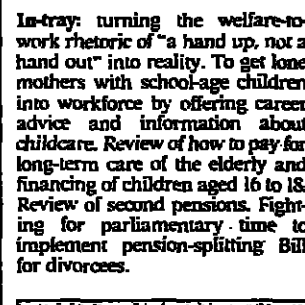 In-tray: turning the welfare-to-
work rhetoric of "a hand up, not a
hand out" into reality. To get lone
mothers with school-age children
into workforce by offering career
advice and information about
childcare. Review of how to pay for
long-term care of the elderly and
financing of children aged 16 to 18.
Review of second pensions. Fight-
ing for parliamentary time to
implement pension-splitting Bill
for divorcees.